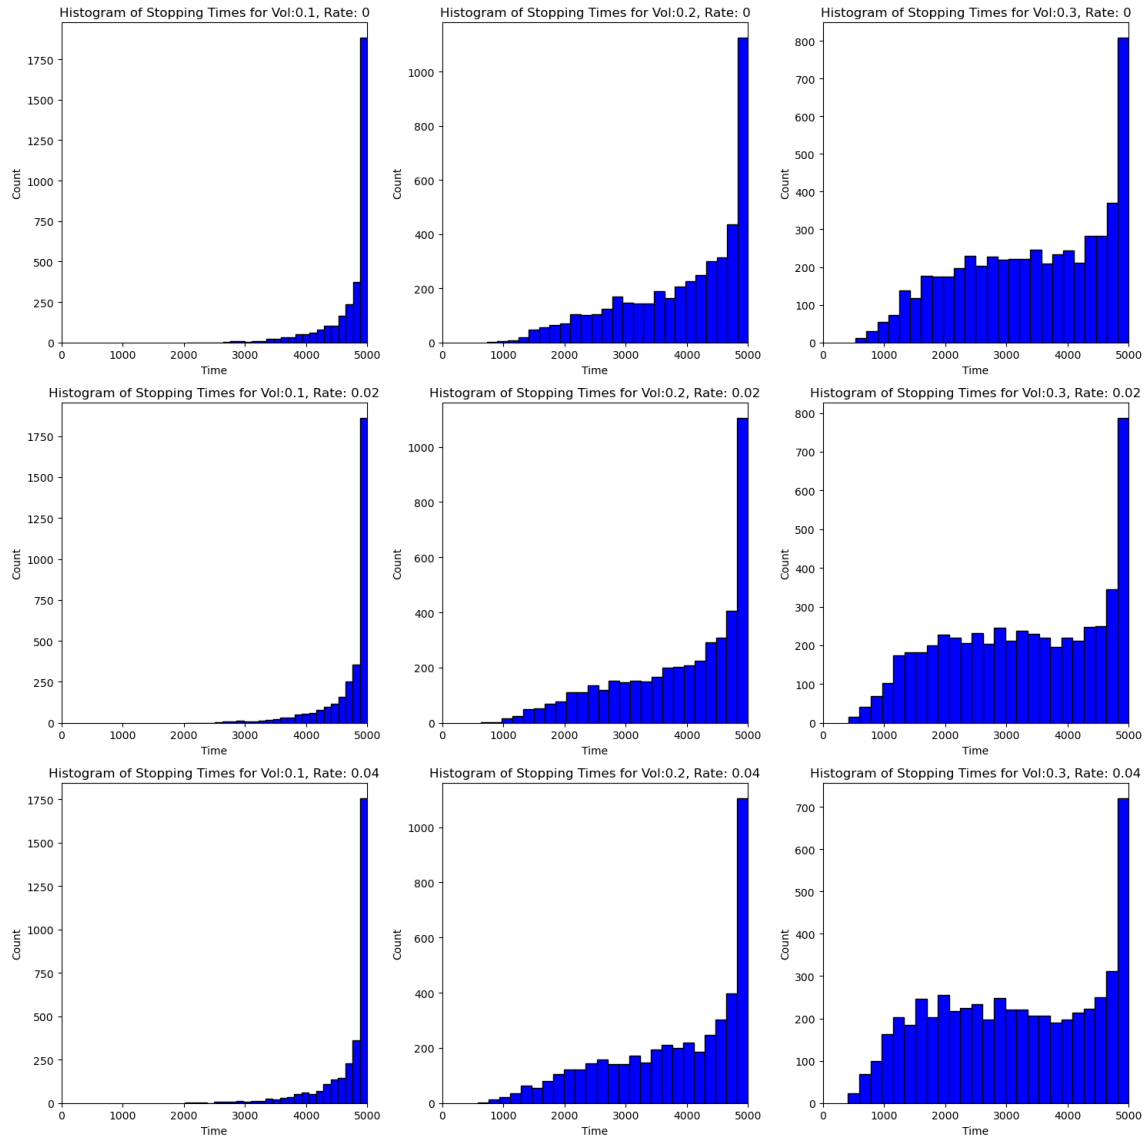 Histogram of Stopping Times for Vol:0.1, Rate: 0
Count
1750
1500
1250
1000
750
500
250
0
0 1000 2000 3000 4000 5000
Time
Histogram of Stopping Times for Vol:0.2, Rate: 0
Count
1000
800
600
400
200
0
0 1000 2000 3000 4000 5000
Time
Histogram of Stopping Times for Vol:0.3, Rate: 0
Count
800
700
600
500
400
300
200
100
0
0 1000 2000 3000 4000 5000
Time
Histogram of Stopping Times for Vol:0.1, Rate: 0.02
Count
1750
1500
1250
1000
750
500
250
0
0 1000 2000 3000 4000 5000
Time
Histogram of Stopping Times for Vol:0.2, Rate: 0.02
Count
1000
800
600
400
200
0
0 1000 2000 3000 4000 5000
Time
Histogram of Stopping Times for Vol:0.3, Rate: 0.02
Count
800
700
600
500
400
300
200
100
0
0 1000 2000 3000 4000 5000
Time
Histogram of Stopping Times for Vol:0.1, Rate: 0.04
Count
1750
1500
1250
1000
750
500
250
0
0 1000 2000 3000 4000 5000
Time
Histogram of Stopping Times for Vol:0.2, Rate: 0.04
Count
1000
800
600
400
200
0
0 1000 2000 3000 4000 5000
Time
Histogram of Stopping Times for Vol:0.3, Rate: 0.04
Count
700
600
500
400
300
200
100
0
0 1000 2000 3000 4000 5000
Time